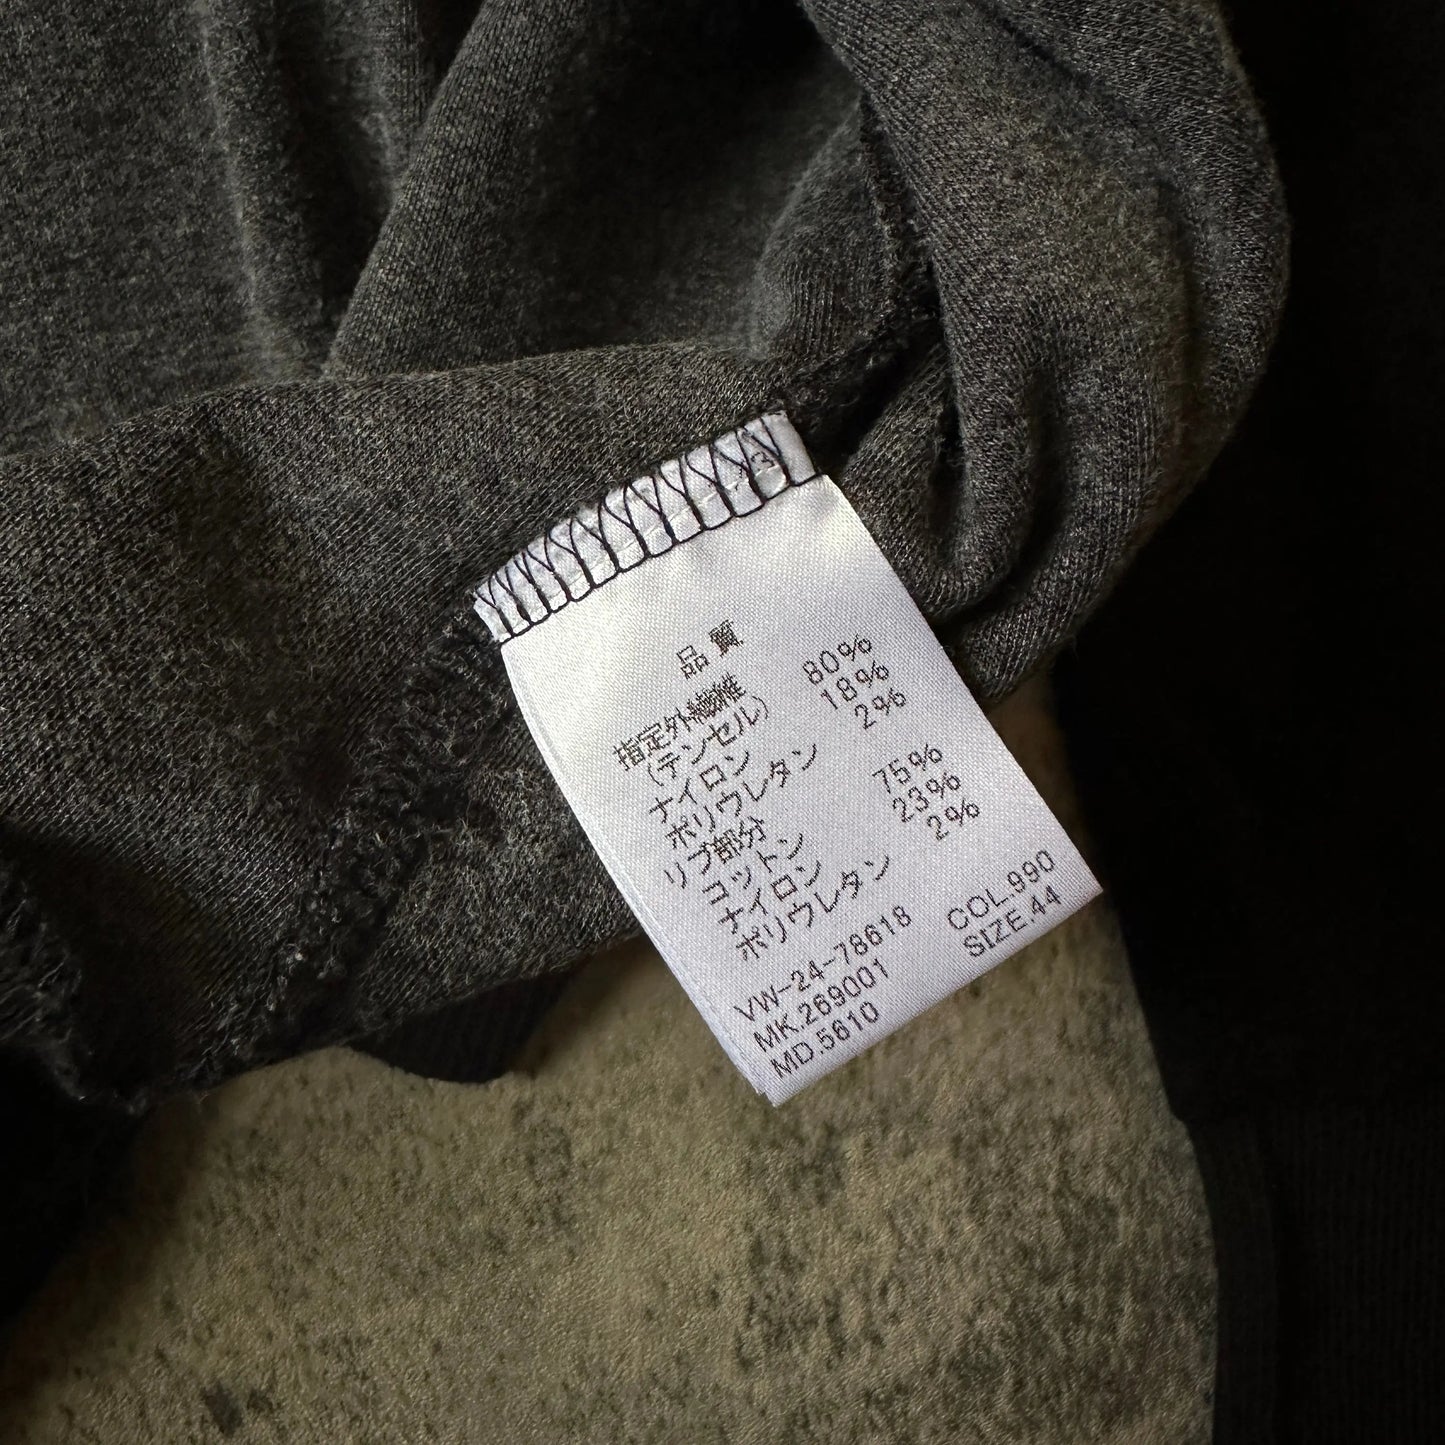 3
品質
指定外繊維 80%
(テンセル)
ナイロン 18%
ポリウレタン 2%
リブ部分
コットン 75%
ナイロン 23%
ポリウレタン 2%
VW-24-78618
MK.269001 COL.990
MD.5610 SIZE.44